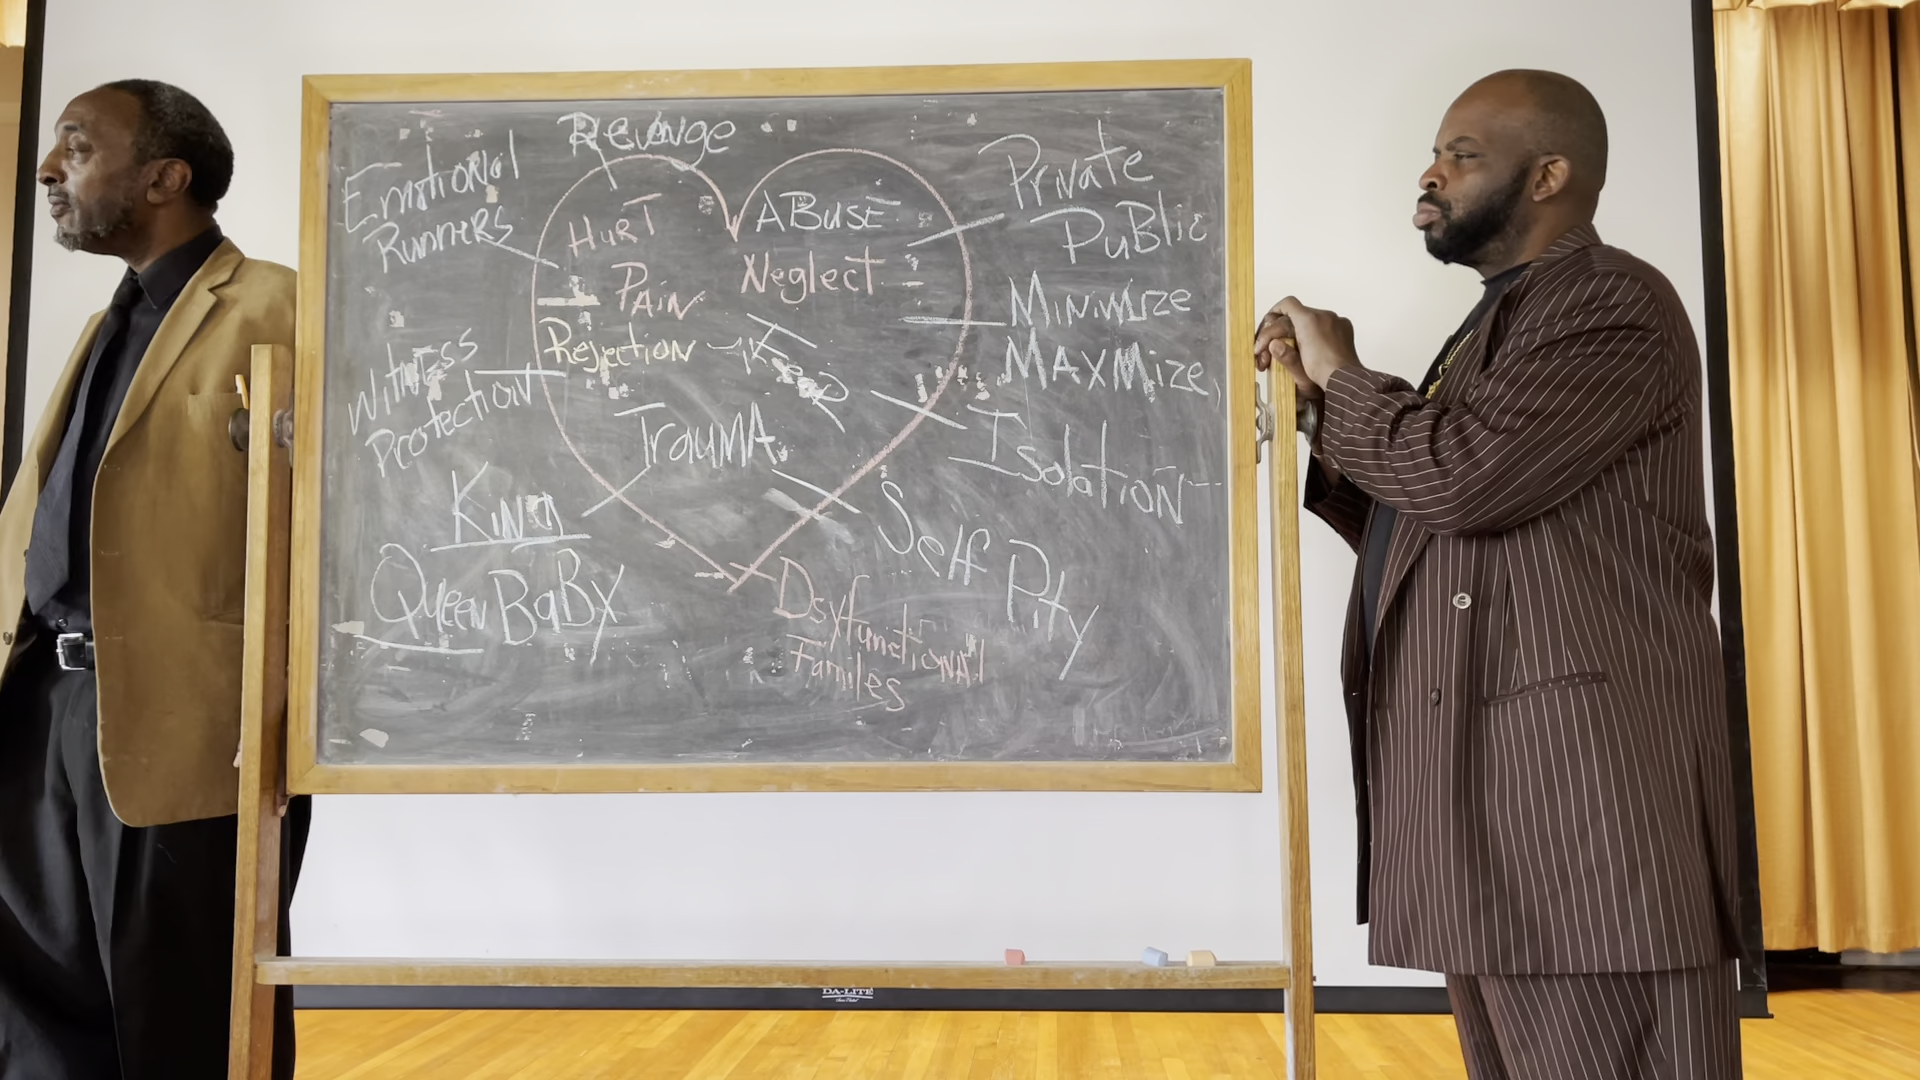 Revenge
Emotional
Runners
HurT
PAiN
Rejection
ABuse
Neglect
TrauMA
Private
PuBlic
Minimize
MAXMize
Isolation
Self Pity
Witness
Protection
King
Queen BaBy
Dsyfunctional
Familes
DA-LITE